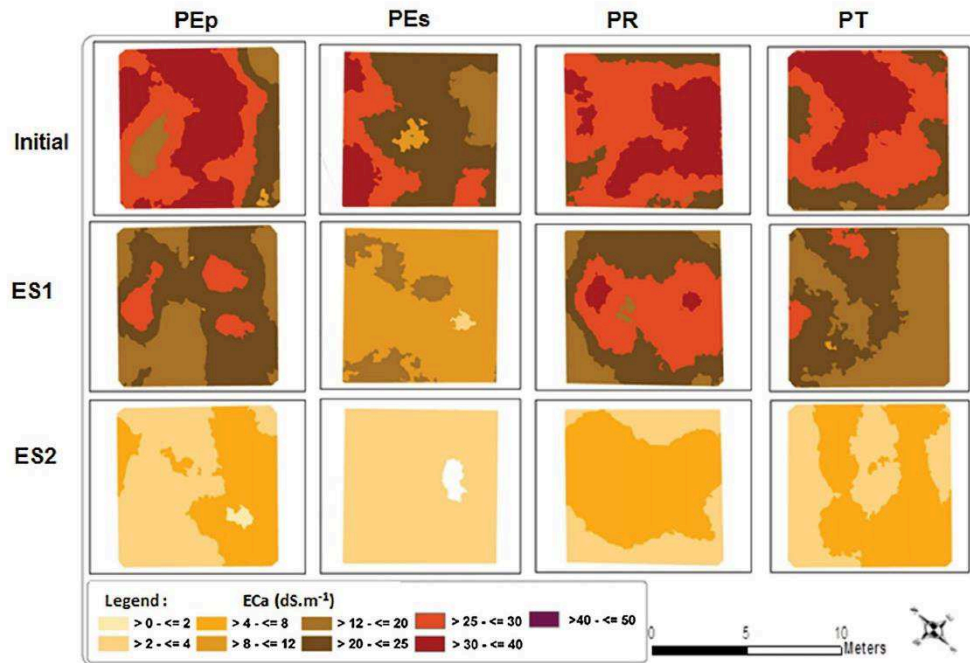 PEp PEs PR PT
Initial
ES1
ES2
Legend : ECa (dS.m⁻¹)
> 0 - <= 2 > 4 - <= 8 > 12 - <= 20 > 25 - <= 30 >40 - <= 50
> 2 - <= 4 > 8 - <= 12 > 20 - <= 25 > 30 - <= 40
0 5 10
Meters